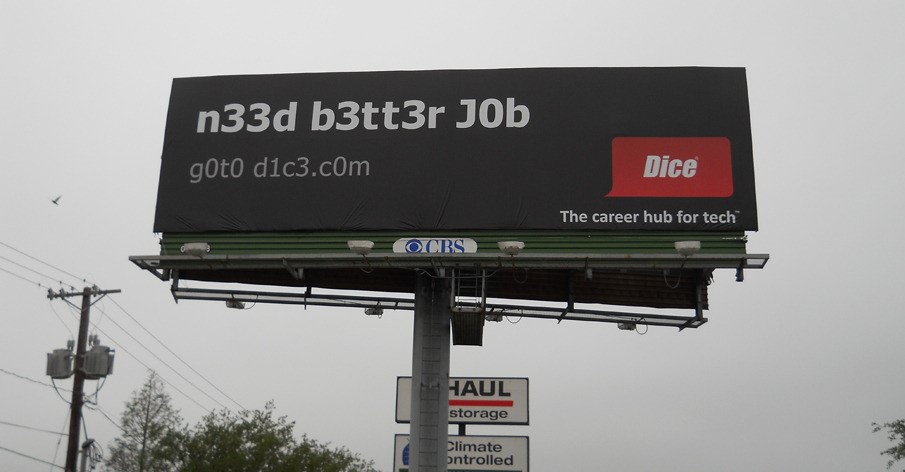 n33d b3tt3r J0b
g0t0 d1c3.c0m
Dice®
The career hub for tech™
CBS
HAUL
storage
Climate
ontrolled